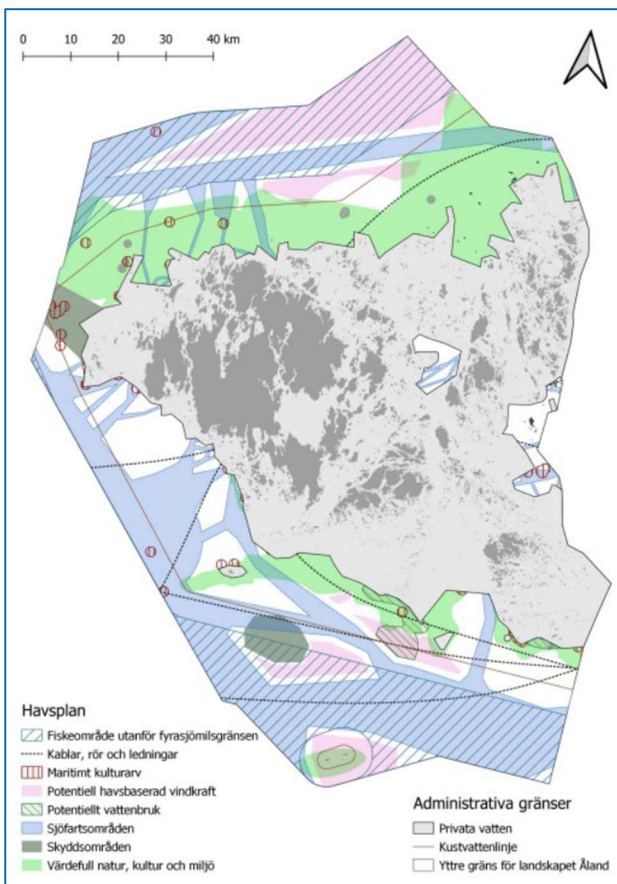 0 10 20 30 40 km
Havsplan
Fiskeområde utanför fyrasjömilsgränsen
Kablar, rör och ledningar
Maritimt kulturarv
Potentiell havsbaserad vindkraft
Potentiellt vattenbruk
Sjöfartsområden
Skyddsområden
Värdefull natur, kultur och miljö
Administrativa gränser
Privata vatten
Kustvattenlinje
Yttre gräns för landskapet Åland